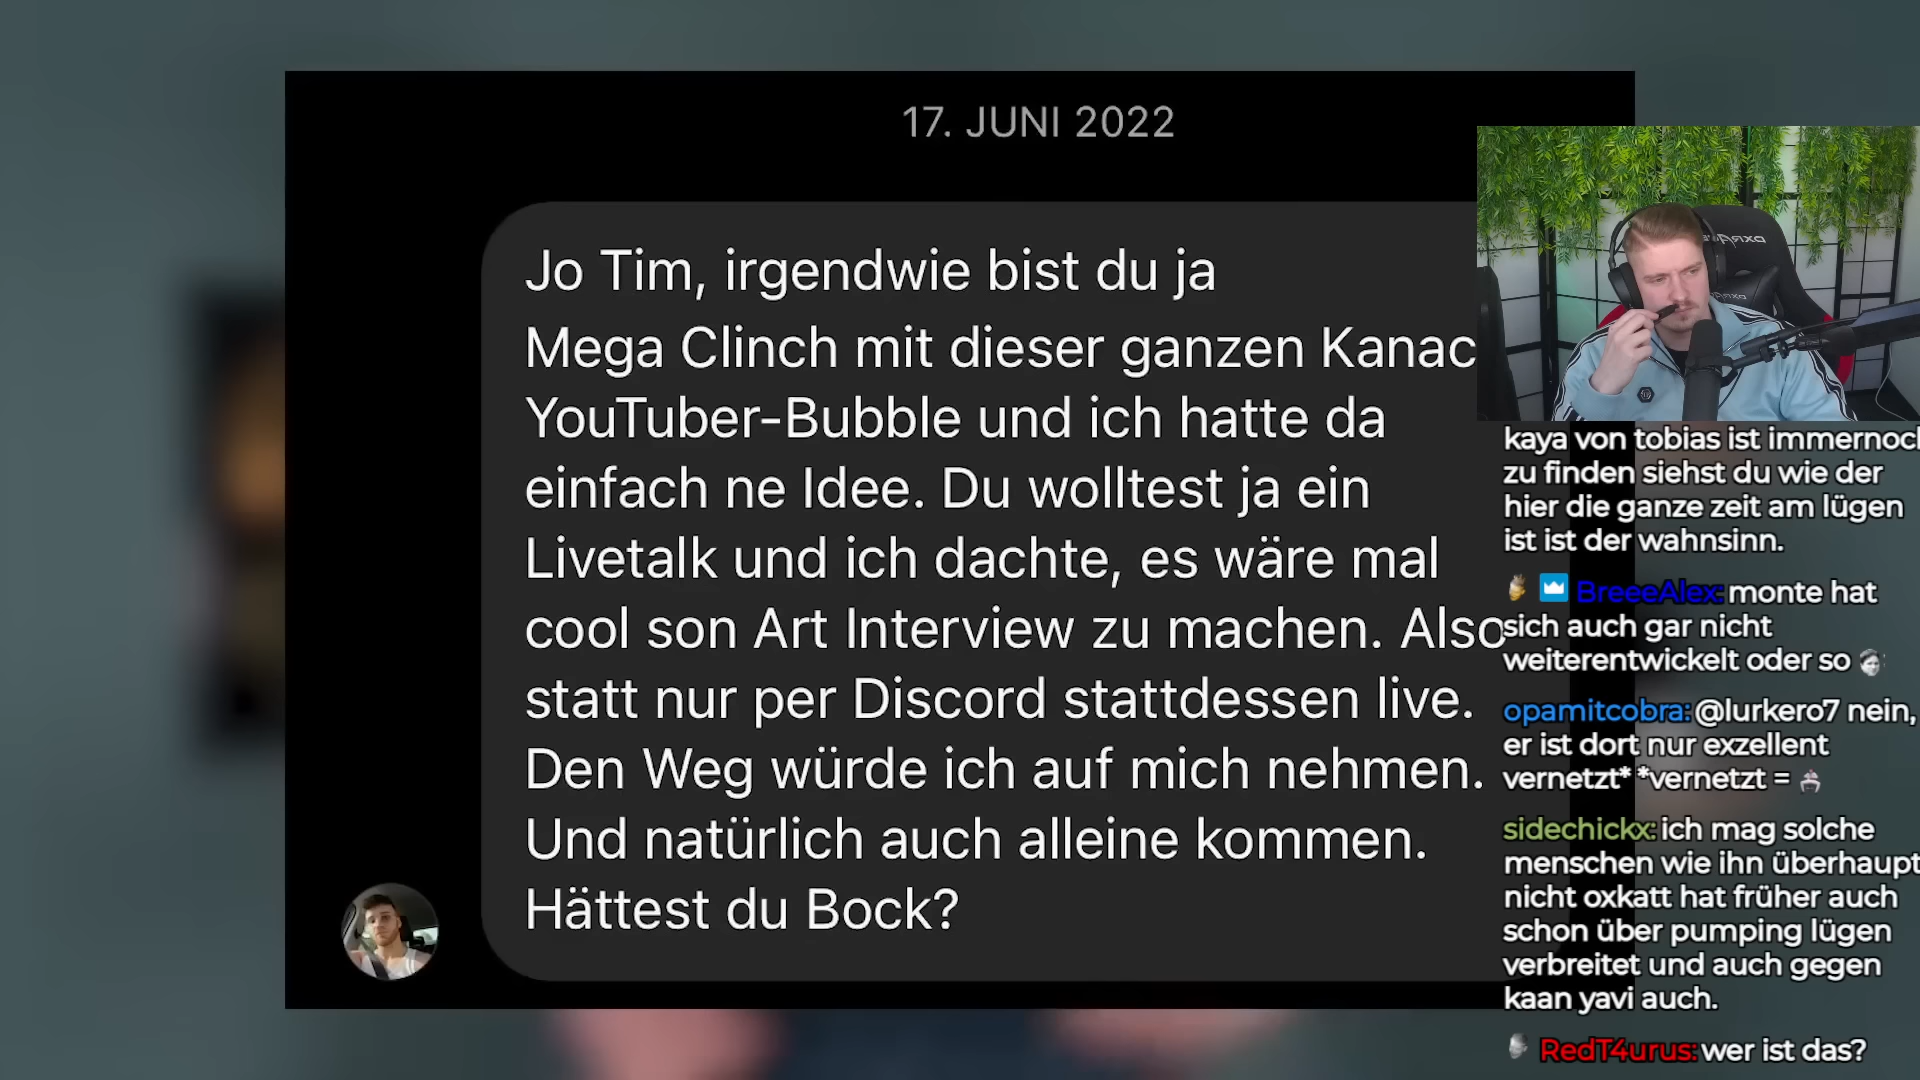 17. JUNI 2022
Jo Tim, irgendwie bist du ja
Mega Clinch mit dieser ganzen Kanac
YouTuber-Bubble und ich hatte da
einfach ne Idee. Du wolltest ja ein
Livetalk und ich dachte, es wäre mal
cool son Art Interview zu machen. Also
statt nur per Discord stattdessen live.
Den Weg würde ich auf mich nehmen.
Und natürlich auch alleine kommen.
Hättest du Bock?
kaya von tobias ist immernoch
zu finden siehst du wie der
hier die ganze zeit am lügen
ist ist der wahnsinn.
BreeeAlex: monte hat
sich auch gar nicht
weiterentwickelt oder so
opamitcobra: @lurkero7 nein,
er ist dort nur exzellent
vernetzt* *vernetzt =
sidechickx: ich mag solche
menschen wie ihn überhaupt
nicht oxkatt hat früher auch
schon über pumping lügen
verbreitet und auch gegen
kaan yavi auch.
RedT4urus: wer ist das?